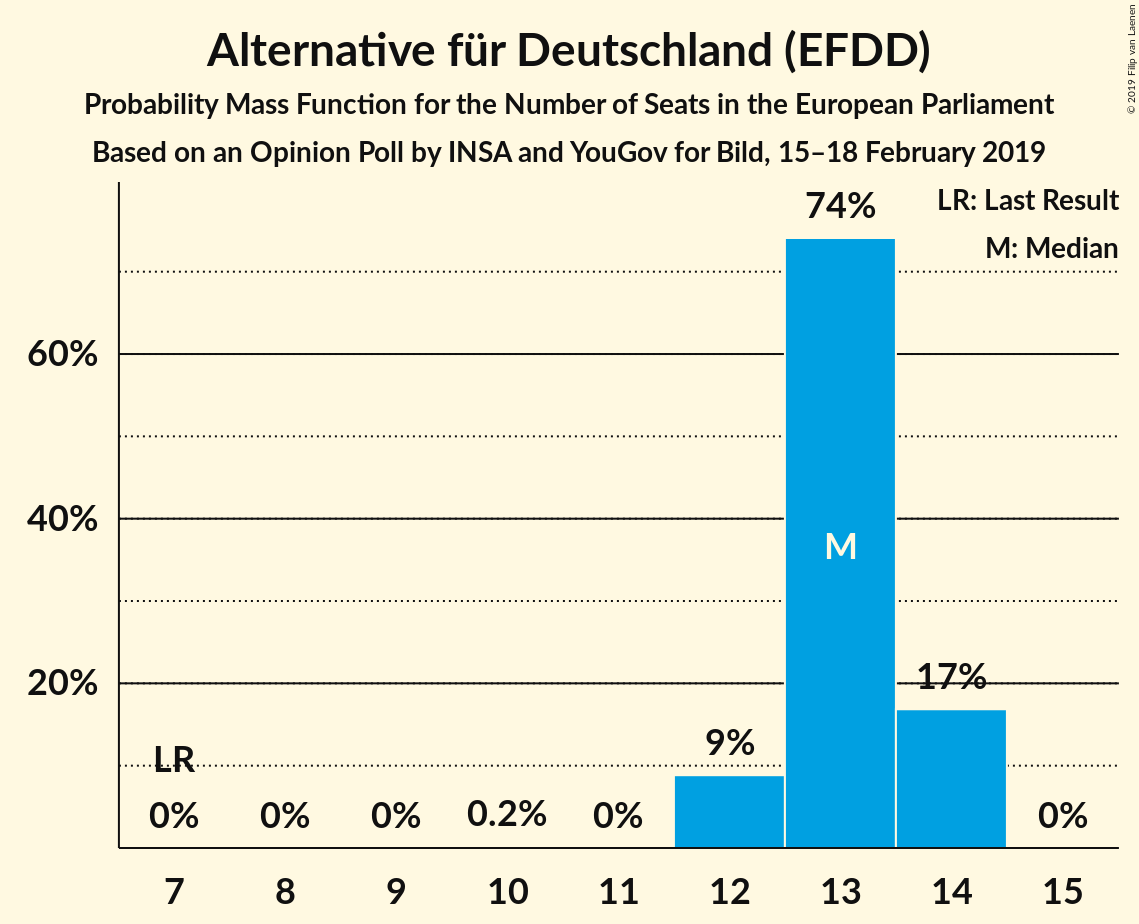 Alternative für Deutschland (EFDD)
Probability Mass Function for the Number of Seats in the European Parliament
Based on an Opinion Poll by INSA and YouGov for Bild, 15–18 February 2019
© 2019 Filip van Laenen
LR: Last Result
M: Median
74%
60%
40%
M
20%
17%
9%
LR
0%
0%
0%
0.2%
0%
0%
7 8 9 10 11 12 13 14 15